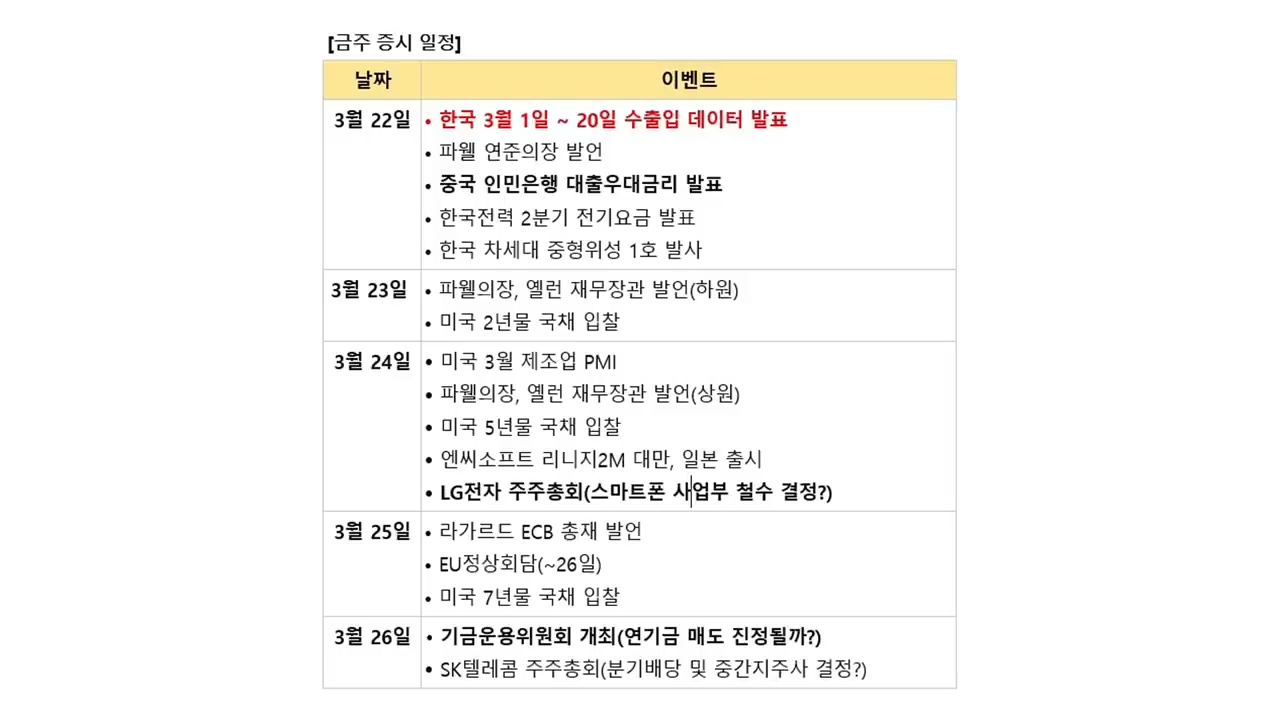 [금주 증시 일정]
날짜 이벤트
3월 22일 • 한국 3월 1일 ~ 20일 수출입 데이터 발표
• 파웰 연준의장 발언
• 중국 인민은행 대출우대금리 발표
• 한국전력 2분기 전기요금 발표
• 한국 차세대 중형위성 1호 발사
3월 23일 • 파웰의장, 옐런 재무장관 발언(하원)
• 미국 2년물 국채 입찰
3월 24일 • 미국 3월 제조업 PMI
• 파웰의장, 옐런 재무장관 발언(상원)
• 미국 5년물 국채 입찰
• 엔씨소프트 리니지2M 대만, 일본 출시
• LG전자 주주총회(스마트폰 사업부 철수 결정?)
3월 25일 • 라가르드 ECB 총재 발언
• EU정상회담(~26일)
• 미국 7년물 국채 입찰
3월 26일 • 기금운용위원회 개최(연기금 매도 진정될까?)
• SK텔레콤 주주총회(분기배당 및 중간지주사 결정?)